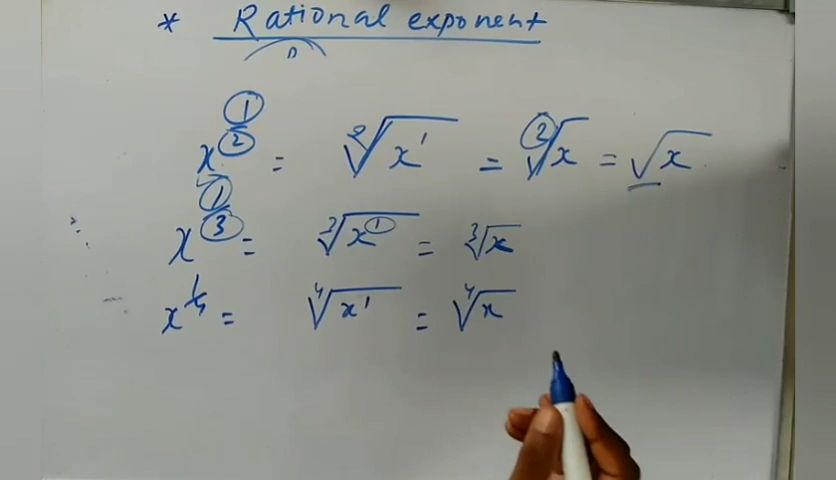 * Rational exponent
n
x^(1/2) = ²√x¹ = ²√x = √x
x^(1/3) = ³√x¹ = ³√x
x^(1/4) = ⁴√x¹ = ⁴√x